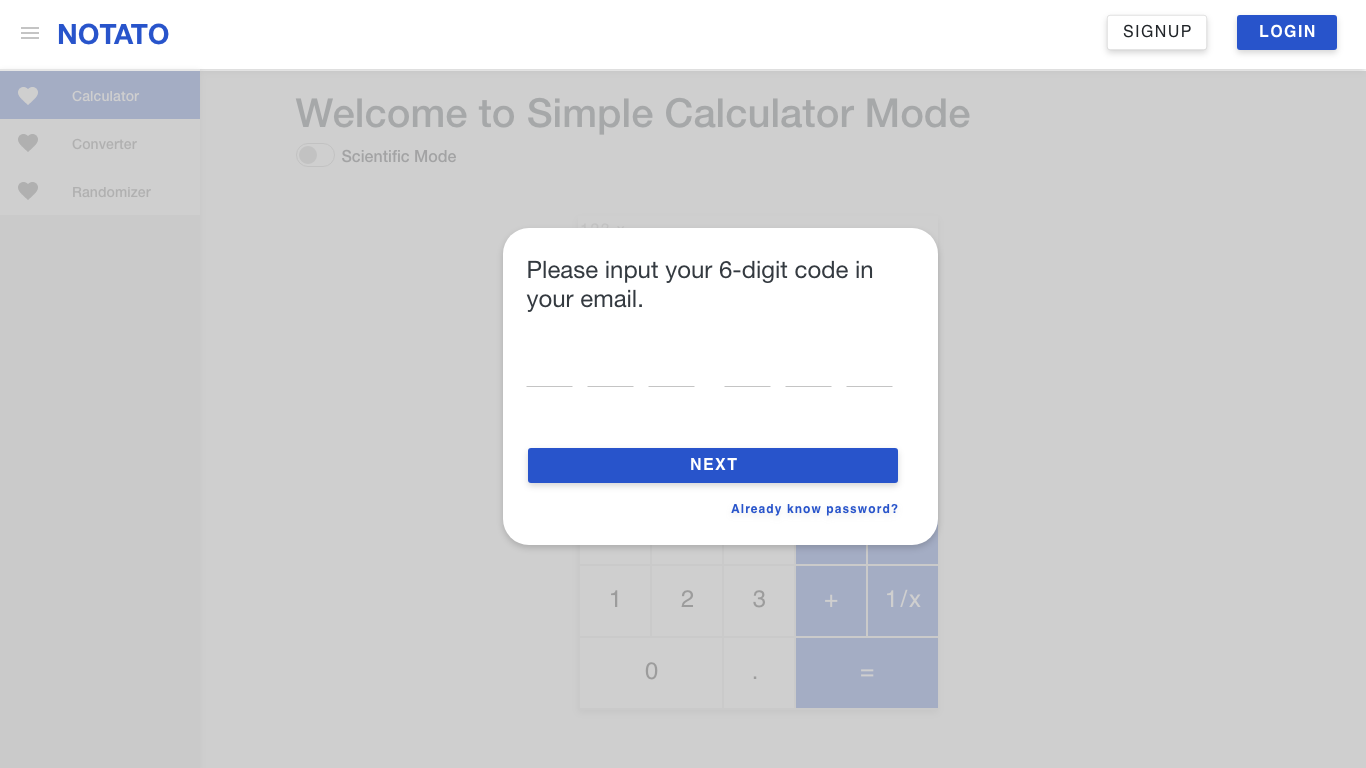 NOTATO
SIGNUP
LOGIN
Calculator
Converter
Randomizer
Welcome to Simple Calculator Mode
Scientific Mode
Please input your 6-digit code in
your email.
NEXT
Already know password?
1 2 3 + 1/x
0 . =